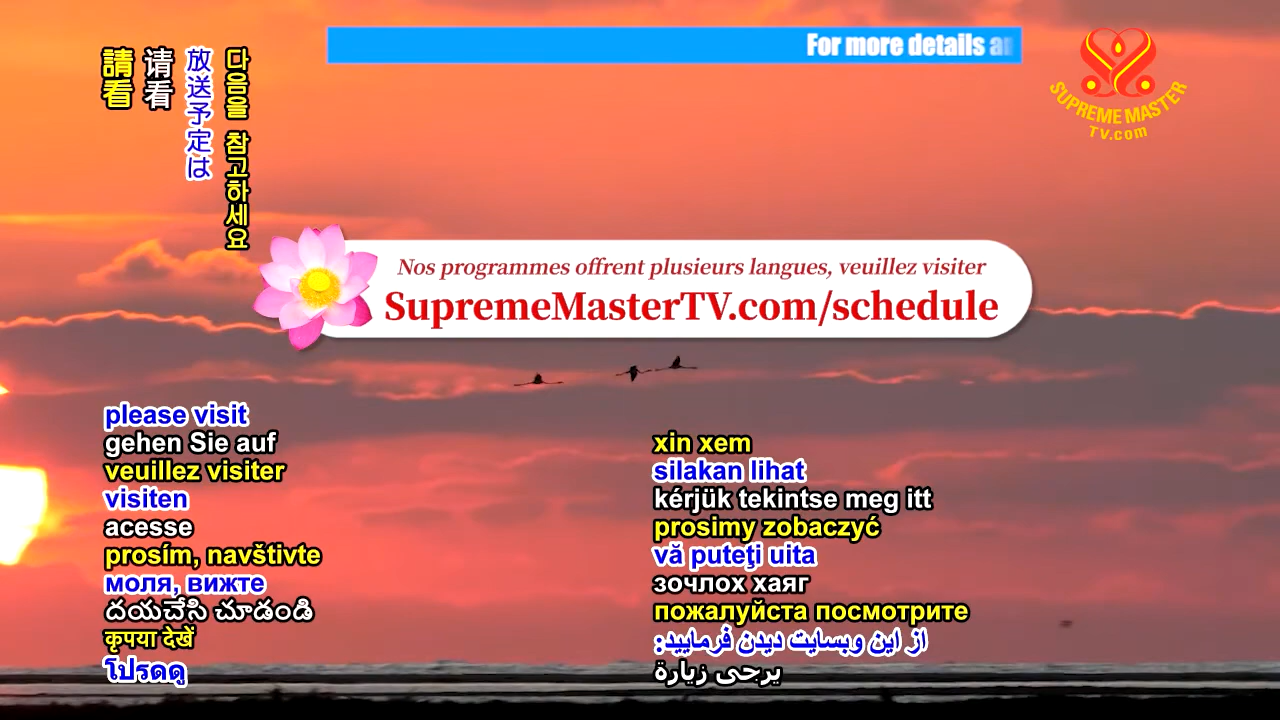 For more details
SUPREME MASTER
TV.com
請看
请看
放送予定は
다음을 참고하세요
Nos programmes offrent plusieurs langues, veuillez visiter
SupremeMasterTV.com/schedule
please visit
gehen Sie auf
veuillez visiter
visiten
acesse
prosím, navštivte
моля, вижте
దయచేసి చూడండి
कृपया देखें
โปรดดู
xin xem
silakan lihat
kérjük tekintse meg itt
prosimy zobaczyć
vă puteţi uita
зочлох хаяг
пожалуйста посмотрите
از این وبسایت دیدن فرمایید:
يرجى زيارة